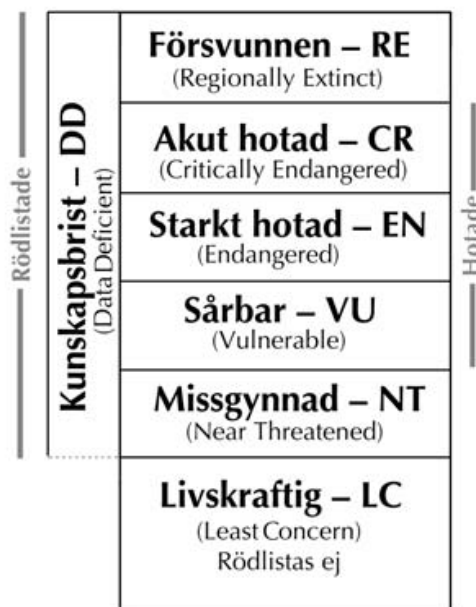 Rödlistade
Kunskapsbrist – DD
(Data Deficient)
Försvunnen – RE
(Regionally Extinct)
Akut hotad – CR
(Critically Endangered)
Starkt hotad – EN
(Endangered)
Sårbar – VU
(Vulnerable)
Missgynnad – NT
(Near Threatened)
Livskraftig – LC
(Least Concern)
Rödlistas ej
Hotade